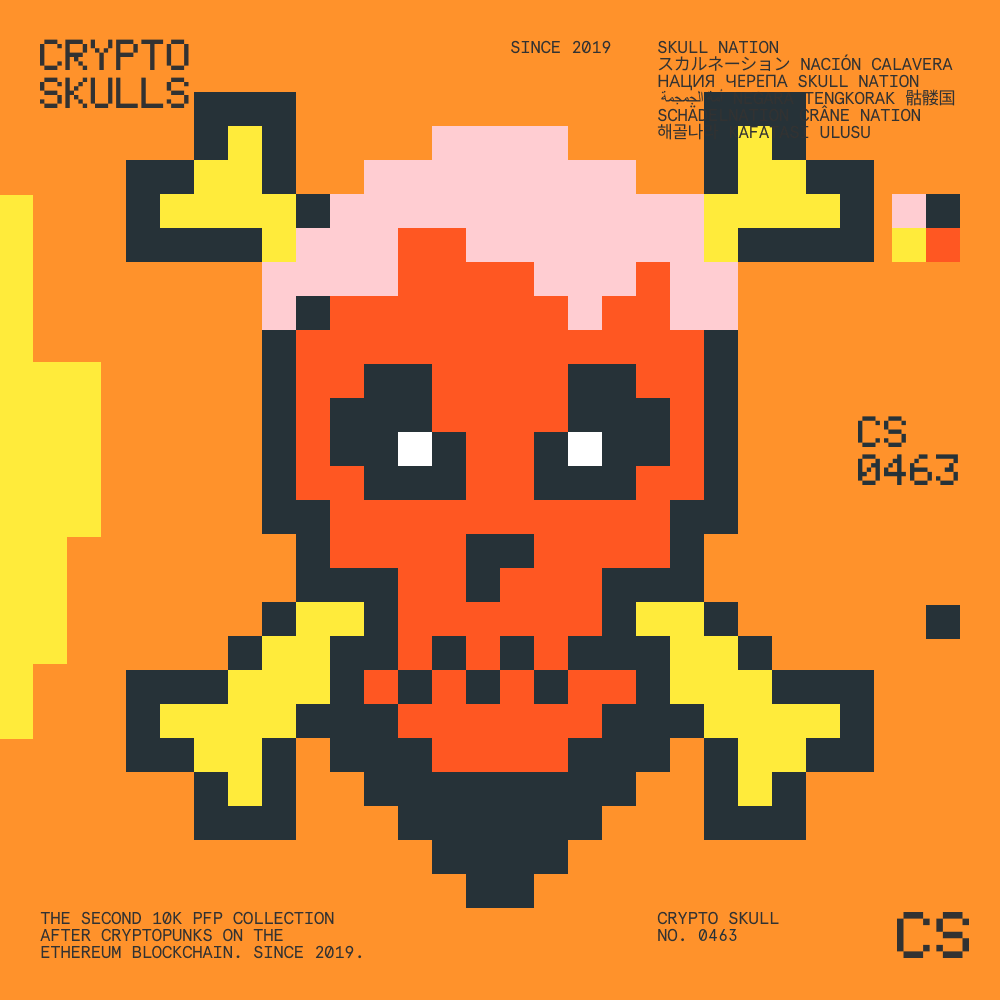 CRYPTO
SKULLS
SINCE 2019
SKULL NATION
スカルネーション NACIÓN CALAVERA
НАЦИЯ ЧЕРЕПА SKULL NATION
الجمجمة TENGKORAK 骷髅国
CRÂNE NATION
ULUSU
CS
0463
THE SECOND 10K PFP COLLECTION
AFTER CRYPTOPUNKS ON THE
ETHEREUM BLOCKCHAIN. SINCE 2019.
CRYPTO SKULL
NO. 0463
CS